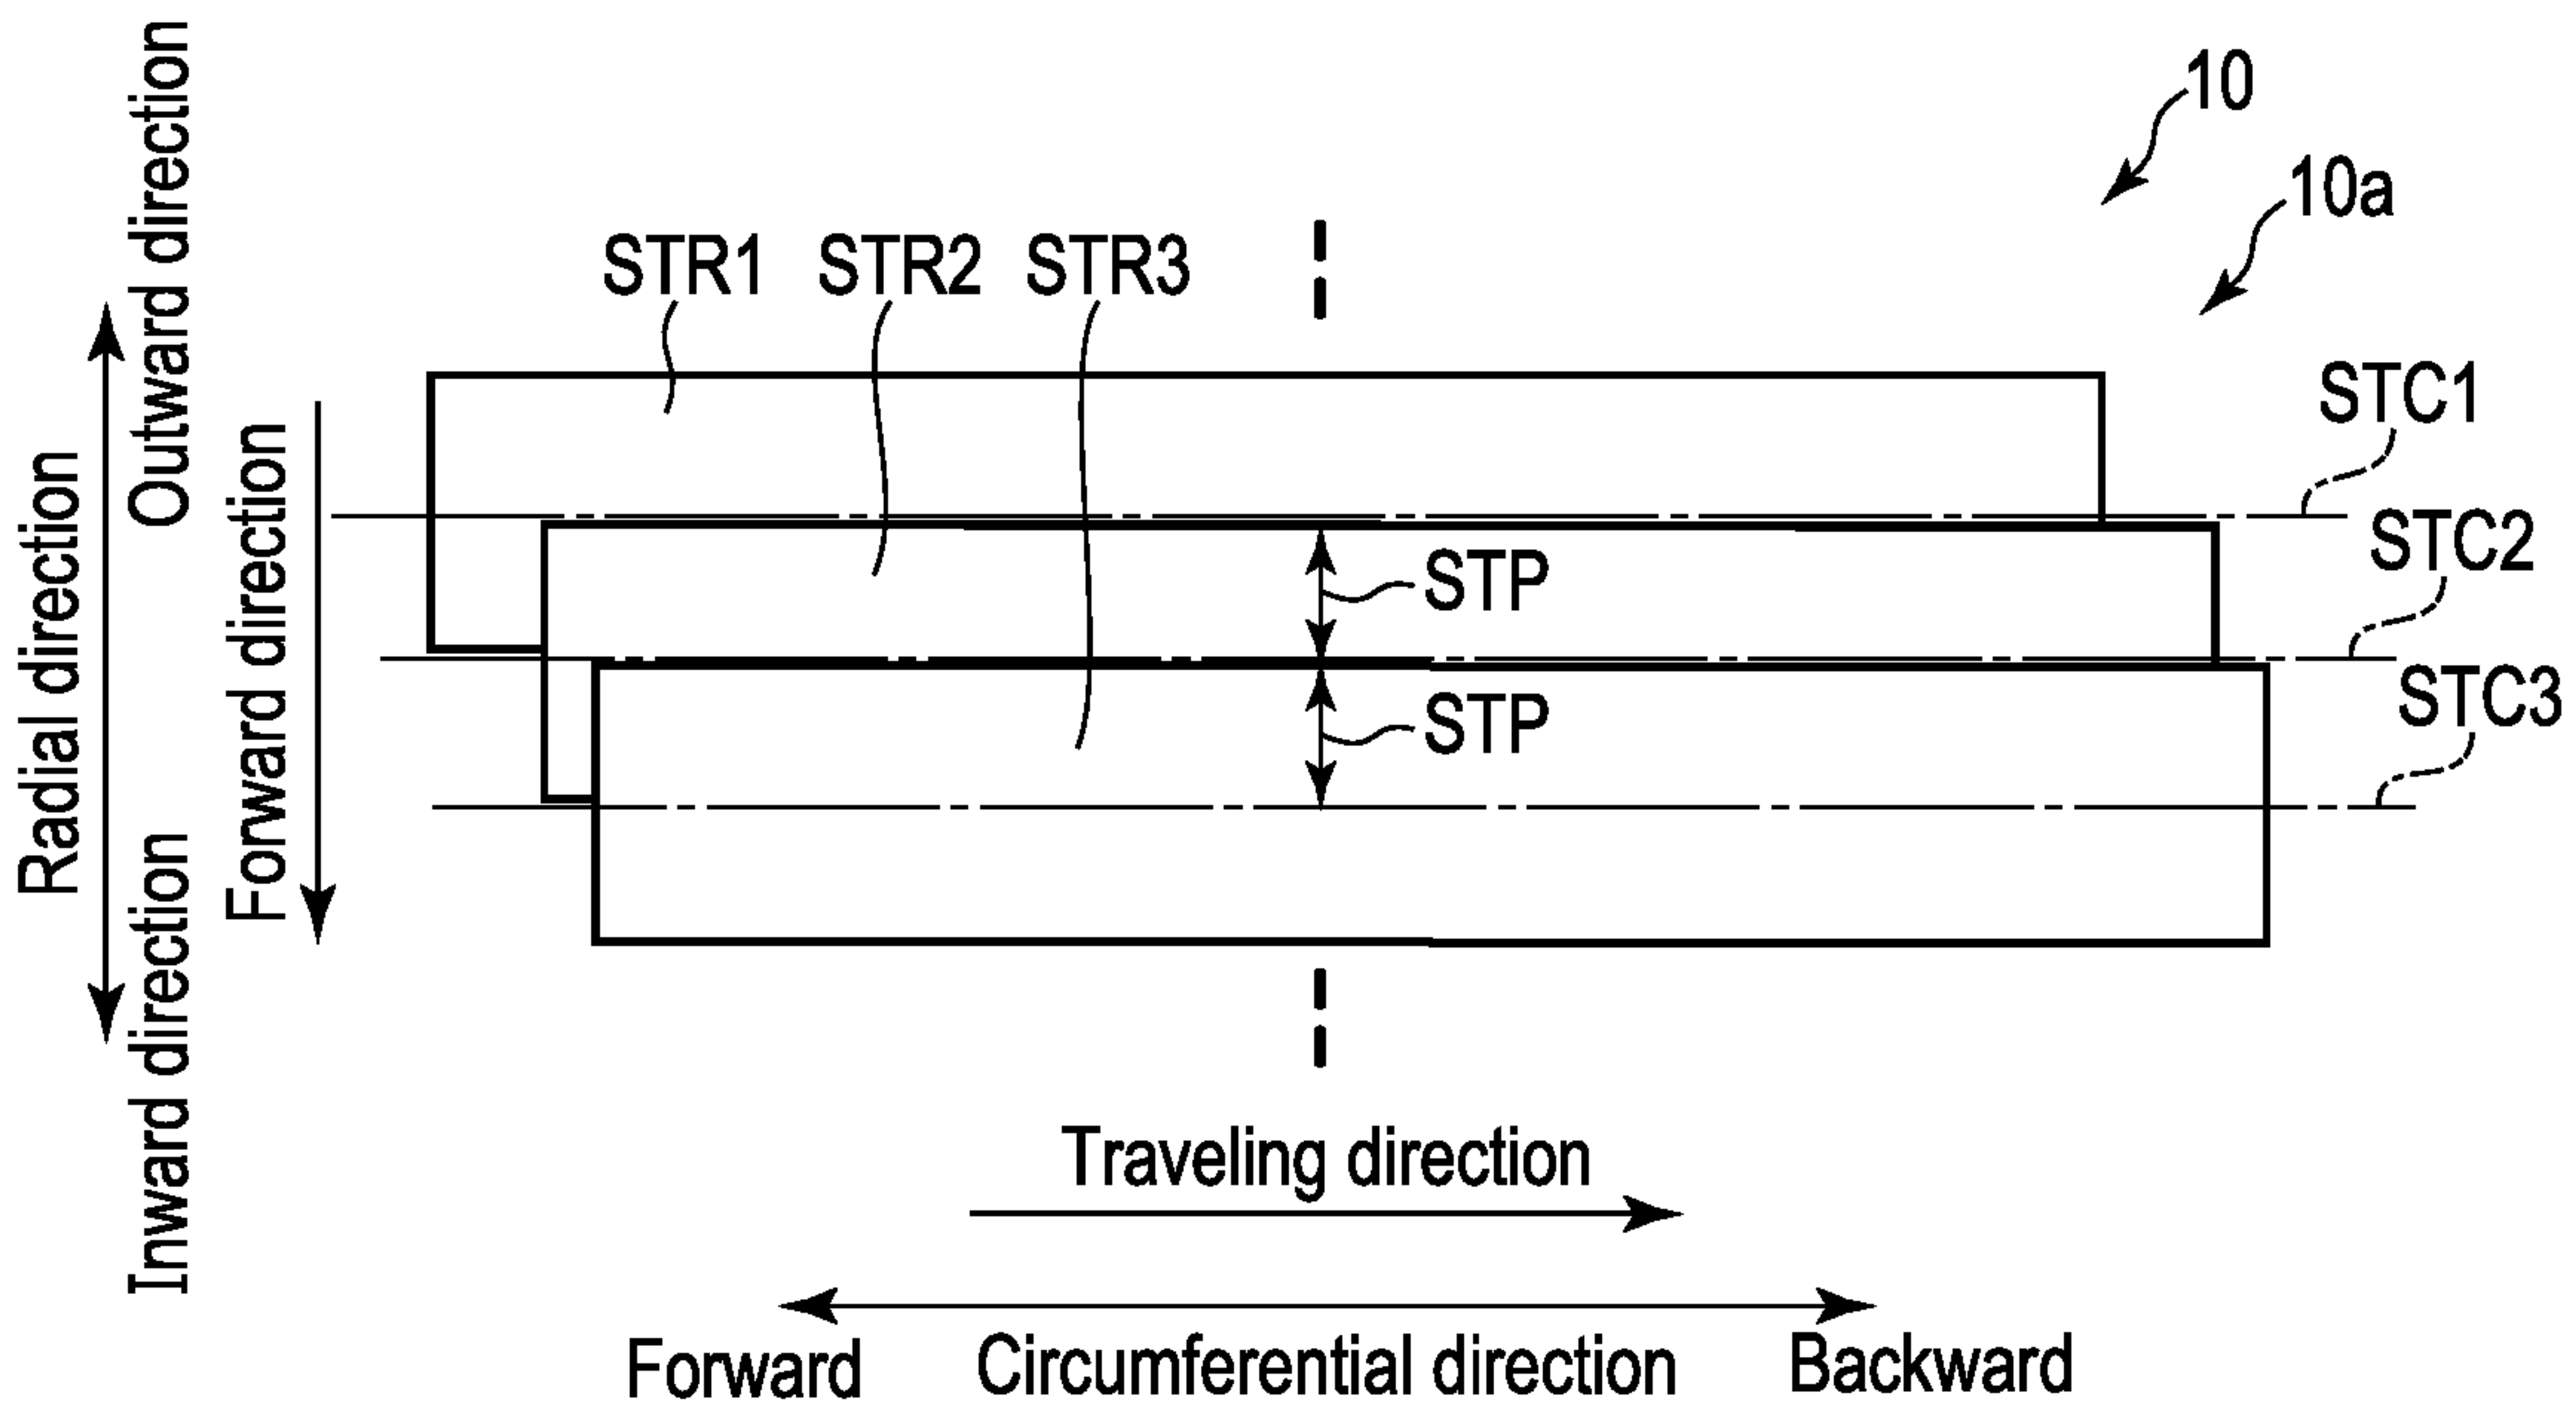 10
10a
STR1 STR2 STR3
STC1
STC2
STC3
STP
STP
Radial direction
Outward direction
Inward direction
Forward direction
Traveling direction
Forward Circumferential direction Backward